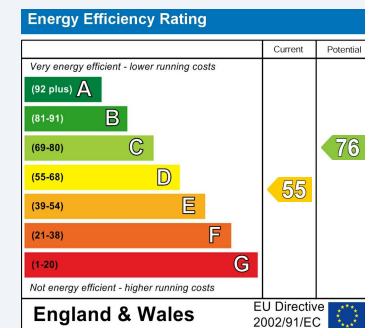 Energy Efficiency Rating
Current Potential
Very energy efficient - lower running costs
(92 plus) A
(81-91) B
(69-80) C 76
(55-68) D
55
(39-54) E
(21-38) F
(1-20) G
Not energy efficient - higher running costs
England & Wales
EU Directive
2002/91/EC